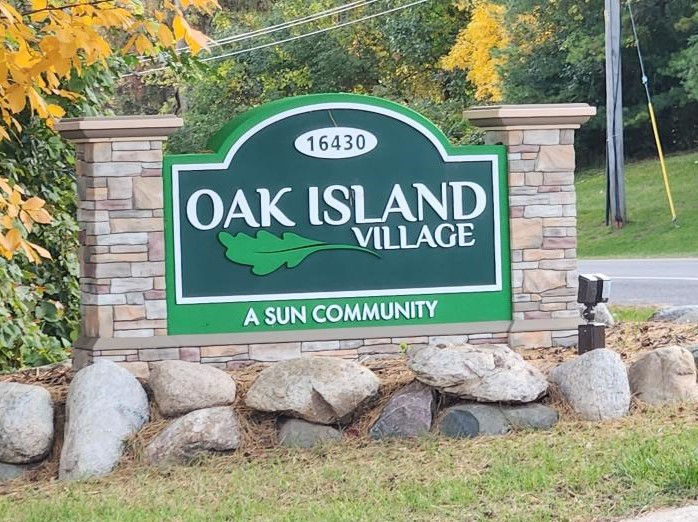 16430
OAK ISLAND
VILLAGE
A SUN COMMUNITY